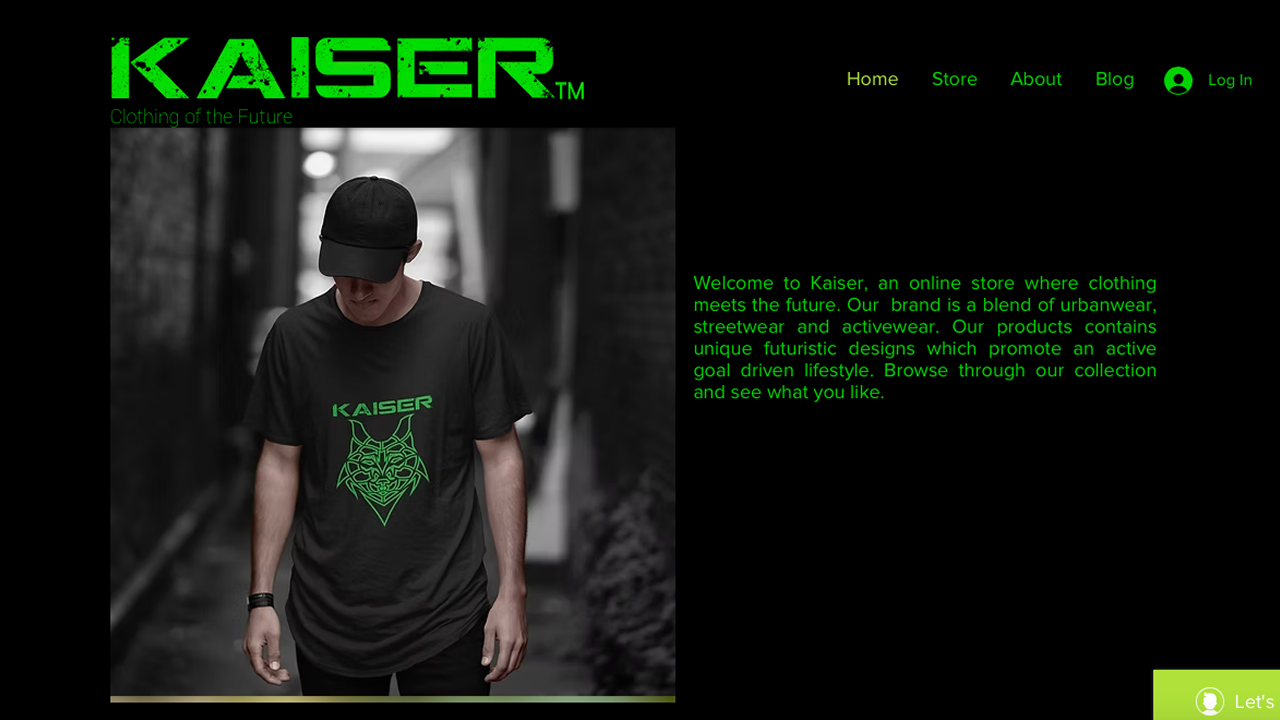 KAISER TM
Home Store About Blog Log In
Clothing of the Future
Welcome to Kaiser, an online store where clothing
meets the future. Our brand is a blend of urbanwear,
streetwear and activewear. Our products contains
unique futuristic designs which promote an active
goal driven lifestyle. Browse through our collection
and see what you like.
KAISER
Let's